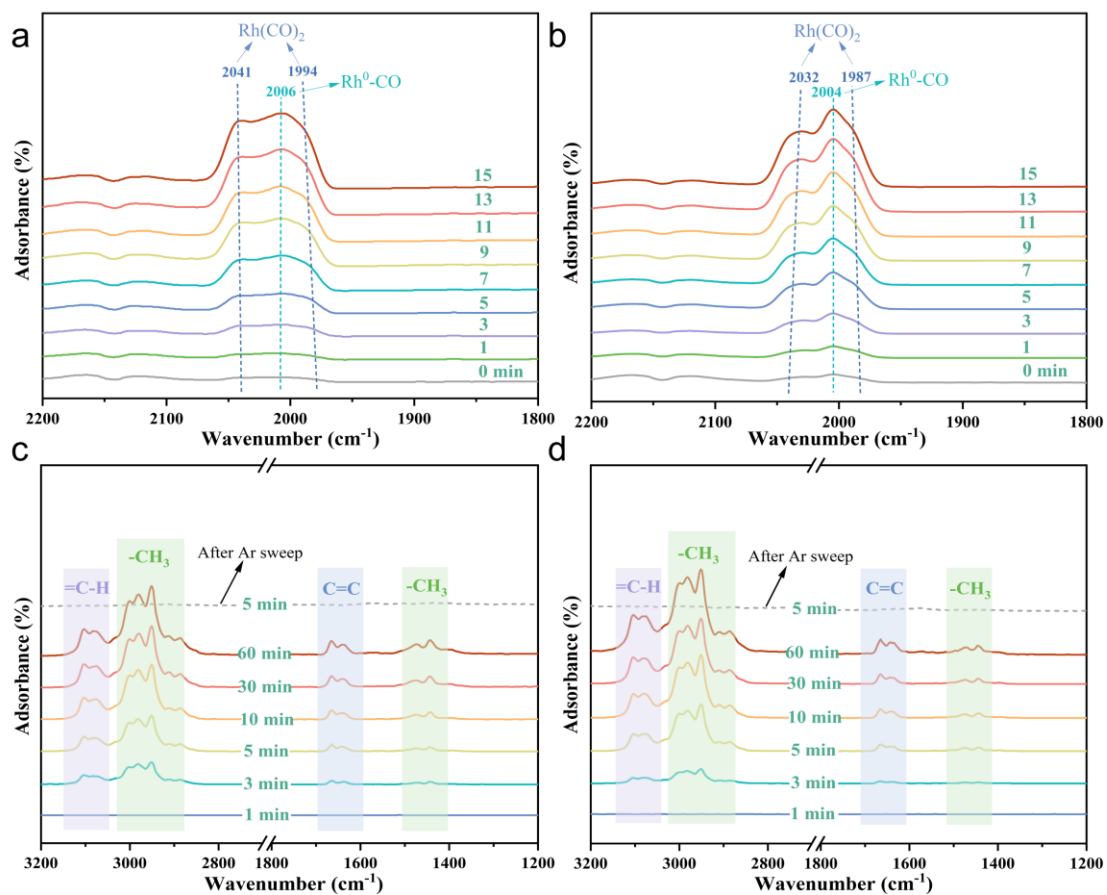 a
Rh(CO)₂
2041
1994
2006
Rh⁰-CO
15
13
11
9
7
5
3
1
0 min
Absorbance (%)
2200
2100
2000
1900
1800
Wavenumber (cm⁻¹)
b
Rh(CO)₂
2032
1987
2004
Rh⁰-CO
15
13
11
9
7
5
3
1
0 min
Absorbance (%)
2200
2100
2000
1900
1800
Wavenumber (cm⁻¹)
c
After Ar sweep
=C-H
-CH₃
C=C
-CH₃
5 min
60 min
30 min
10 min
5 min
3 min
1 min
Absorbance (%)
3200
3000
2800
1800
1600
1400
1200
Wavenumber (cm⁻¹)
d
After Ar sweep
=C-H
-CH₃
C=C
-CH₃
5 min
60 min
30 min
10 min
5 min
3 min
1 min
Absorbance (%)
3200
3000
2800
1800
1600
1400
1200
Wavenumber (cm⁻¹)